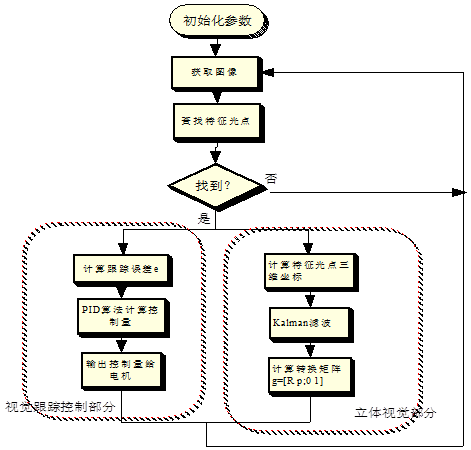 初始化参数
获取图像
查找特征光点
找到?
否
是
计算跟踪误差e
PID算法计算控
制量
输出控制量给
电机
视觉跟踪控制部分
计算特征光点三
维坐标
Kalman滤波
计算转换矩阵
g=[R p;0 1]
立体视觉部分